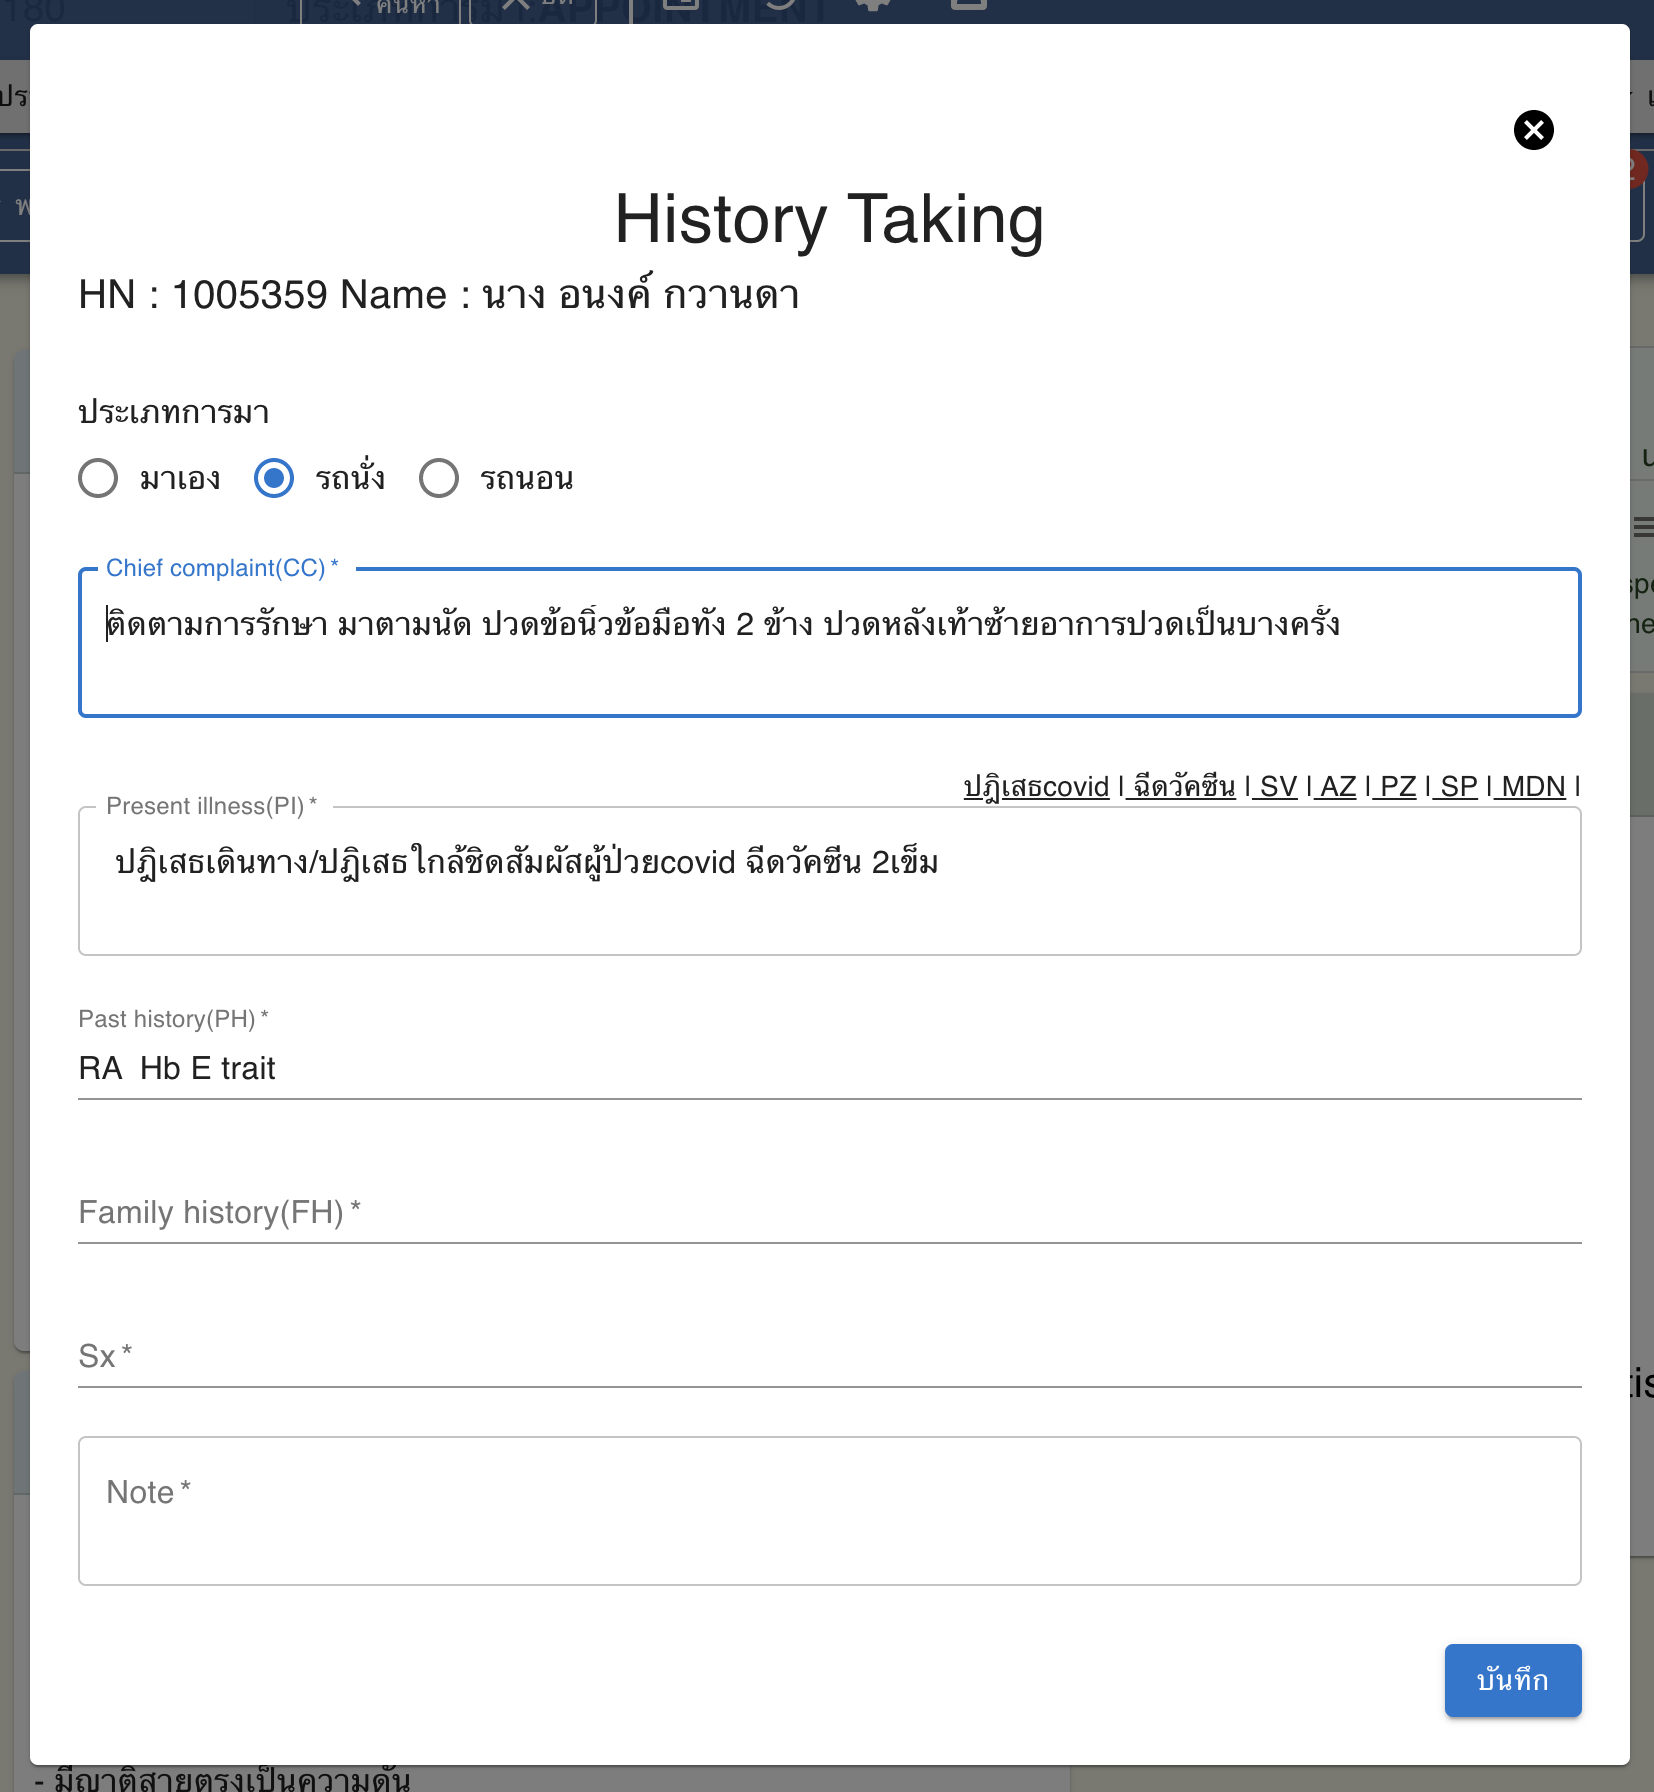 180
ค้นหา
History Taking
HN : 1005359 Name : นาง อนงค์ กวานดา
ประเภทการมา
มาเอง รถนั่ง รถนอน
Chief complaint(CC) *
ติดตามการรักษา มาตามนัด ปวดข้อนิ้วข้อมือทั้ง 2 ข้าง ปวดหลังเท้าซ้ายอาการปวดเป็นบางครั้ง
ปฎิเสธcovid | ฉีดวัคซีน | SV | AZ | PZ | SP | MDN |
Present illness(PI) *
ปฎิเสธเดินทาง/ปฎิเสธใกล้ชิดสัมผัสผู้ป่วยcovid ฉีดวัคซีน 2เข็ม
Past history(PH) *
RA Hb E trait
Family history(FH) *
Sx *
Note *
บันทึก
- มีญาติสายตรงเป็นความดัน